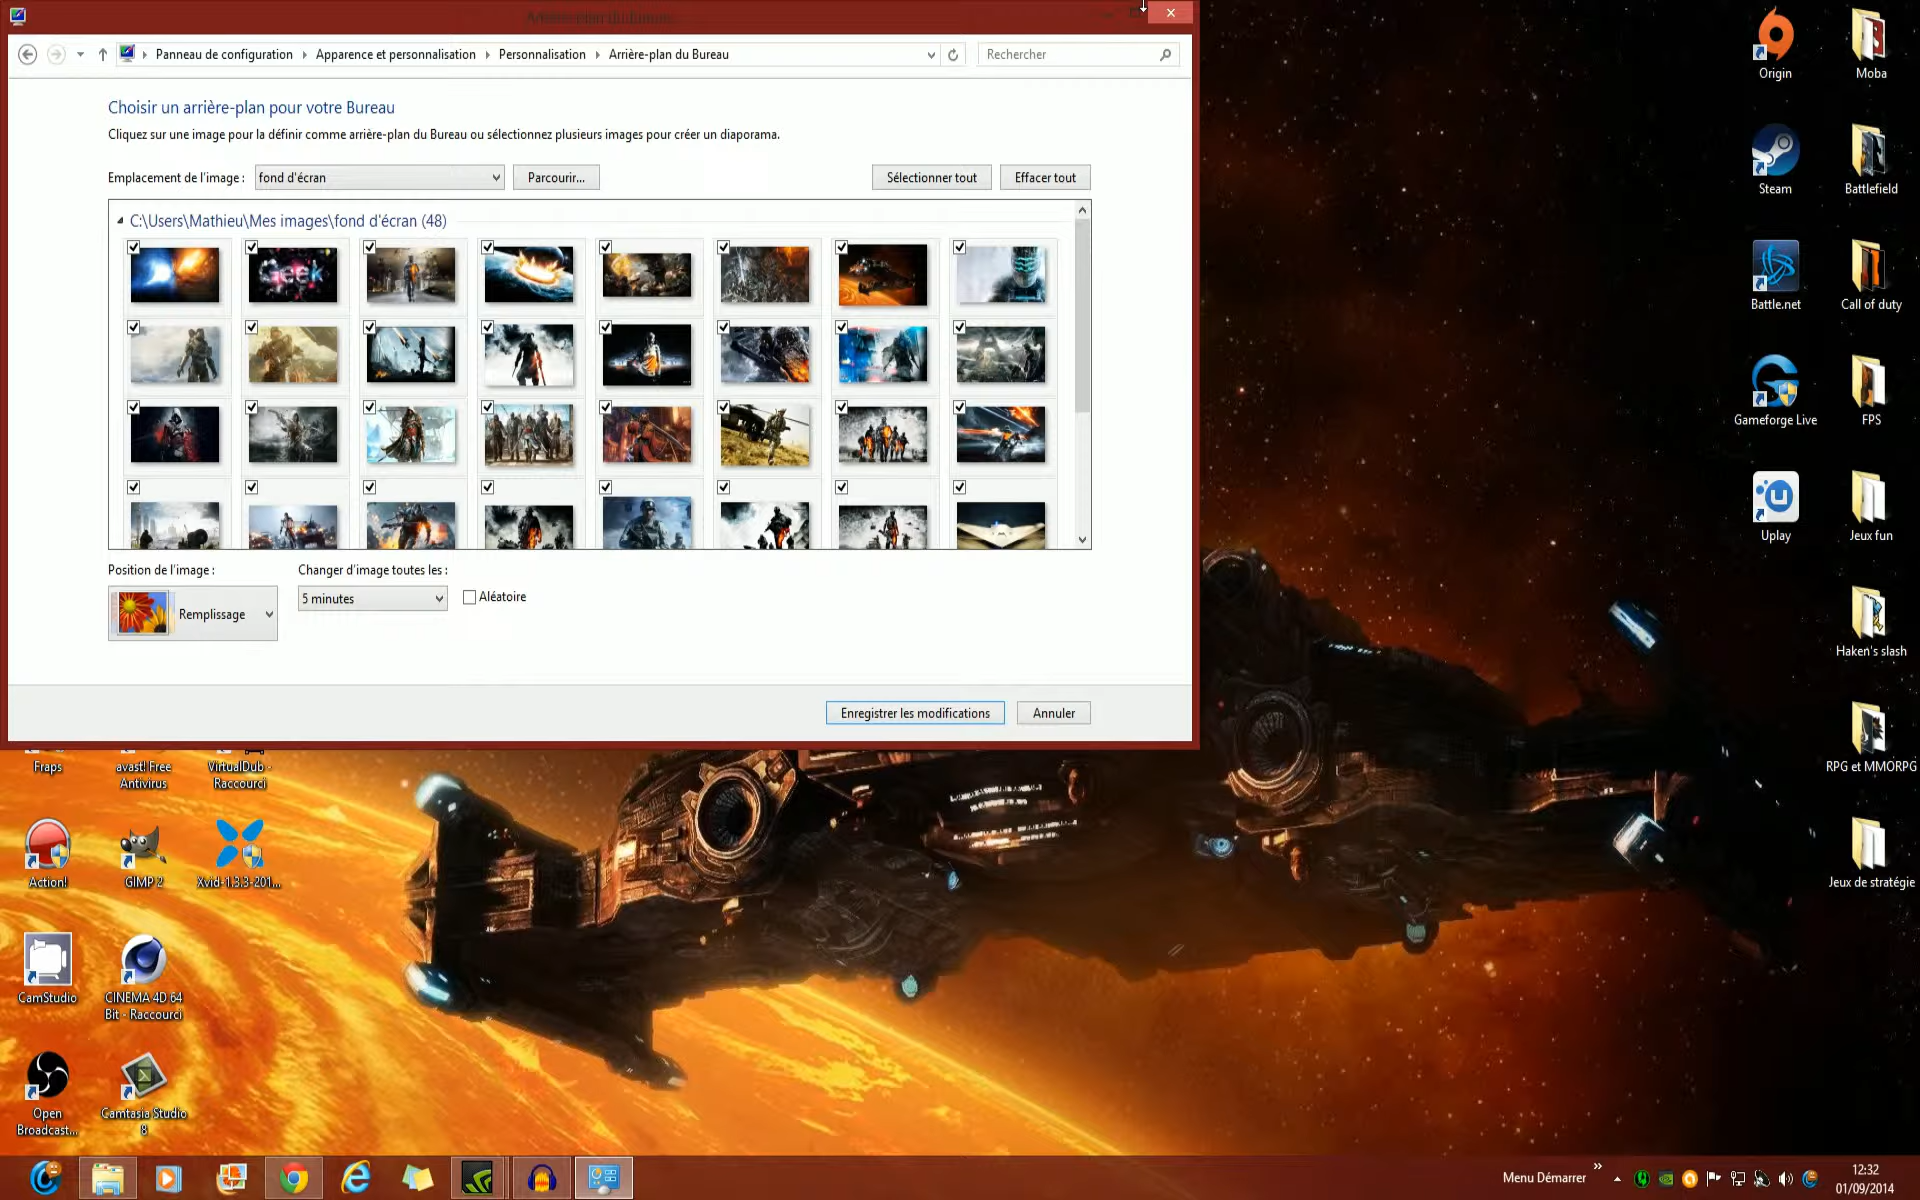 Panneau de configuration
Apparence et personnalisation
Personnalisation
Arrière-plan du Bureau
Rechercher
Choisir un arrière-plan pour votre Bureau
Cliquez sur une image pour la définir comme arrière-plan du Bureau ou sélectionnez plusieurs images pour créer un diaporama.
Emplacement de l'image :
fond d'écran
Parcourir...
Sélectionner tout
Effacer tout
C:\Users\Mathieu\Mes images\fond d'écran (48)
Geek
Position de l'image :
Changer d'image toutes les :
Remplissage
5 minutes
Aléatoire
Enregistrer les modifications
Annuler
Origin
Moba
Steam
Battlefield
Battle.net
Call of duty
Gameforge Live
FPS
Uplay
Jeux fun
Haken's slash
RPG et MMORPG
Jeux de stratégie
Fraps
avast! Free
Antivirus
VirtualDub -
Raccourci
Action!
GIMP 2
Xvid-1.3.3-201...
CamStudio
CINEMA 4D 64
Bit - Raccourci
Open
Broadcast...
Camtasia Studio
8
Menu Démarrer
12:32
01/09/2014